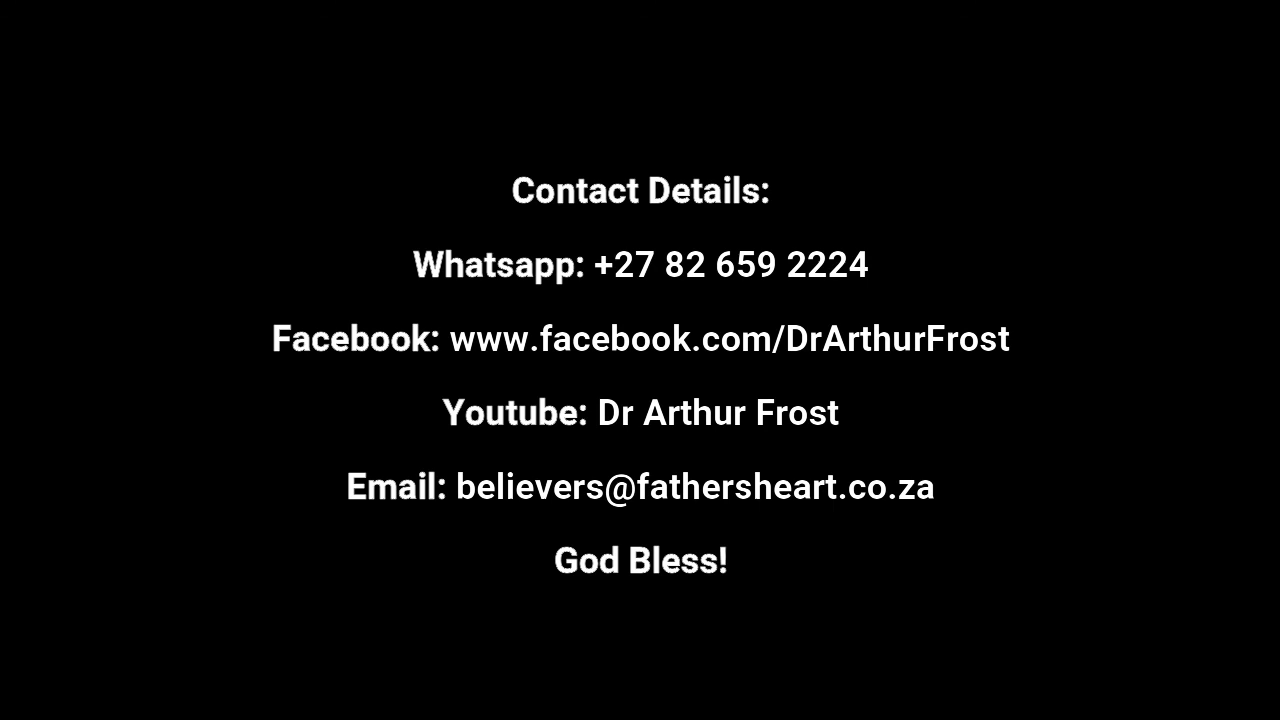 Contact Details:
Whatsapp: +27 82 659 2224
Facebook: www.facebook.com/DrArthurFrost
Youtube: Dr Arthur Frost
Email: believers@fathersheart.co.za
God Bless!